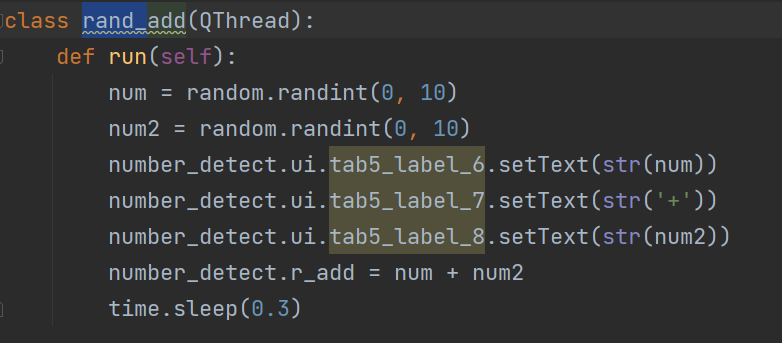 class rand_add(QThread):
    def run(self):
        num = random.randint(0, 10)
        num2 = random.randint(0, 10)
        number_detect.ui.tab5_label_6.setText(str(num))
        number_detect.ui.tab5_label_7.setText(str('+'))
        number_detect.ui.tab5_label_8.setText(str(num2))
        number_detect.r_add = num + num2
        time.sleep(0.3)